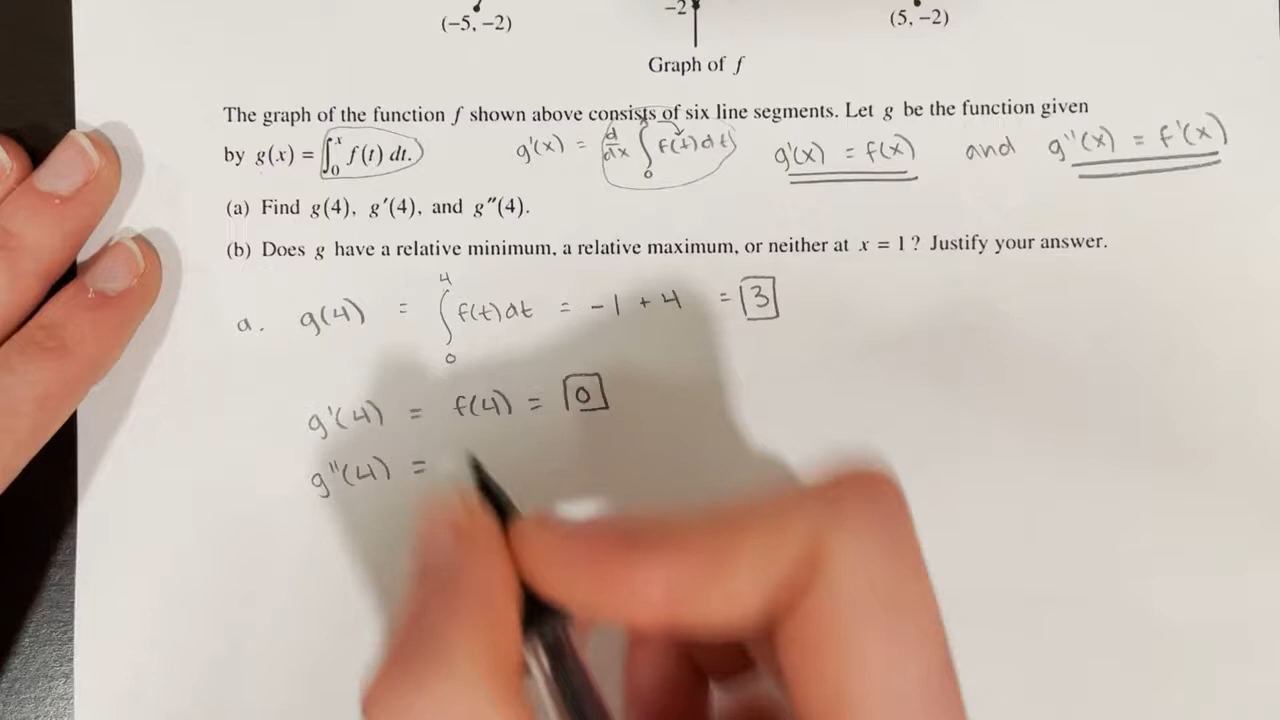 (−5, −2)
−2
(5, −2)
Graph of f
The graph of the function f shown above consists of six line segments. Let g be the function given
by g(x) = ∫₀ˣ f(t) dt.
g'(x) = d/dx ∫₀ˣ f(t)dt
g'(x) = f(x) and g''(x) = f'(x)
(a) Find g(4), g′(4), and g″(4).
(b) Does g have a relative minimum, a relative maximum, or neither at x = 1 ? Justify your answer.
a. g(4) = ∫₀⁴ f(t)dt = -1 + 4 = 3
g'(4) = f(4) = 0
g''(4) =